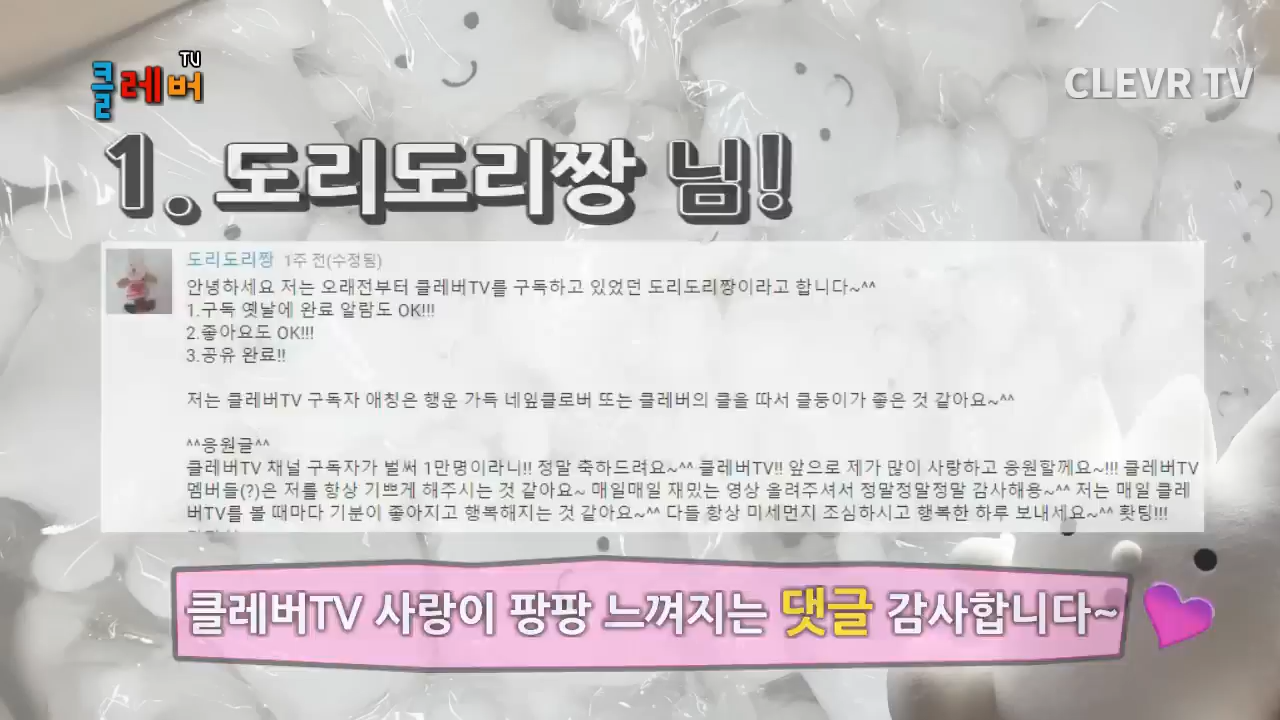 클레버 TV
CLEVR TV
1. 도리도리짱 님!
도리도리짱 1주 전(수정됨)
안녕하세요 저는 오래전부터 클레버TV를 구독하고 있었던 도리도리짱이라고 합니다~^^
1.구독 옛날에 완료 알람도 OK!!!
2.좋아요도 OK!!!
3.공유 완료!!
저는 클레버TV 구독자 애칭은 행운 가득 네잎클로버 또는 클레버의 클을 따서 클둥이가 좋은 것 같아요~^^
^^응원글^^
클레버TV 채널 구독자가 벌써 1만명이라니!! 정말 축하드려요~^^ 클레버TV!! 앞으로 제가 많이 사랑하고 응원할께요~!!! 클레버TV
멤버들(?)은 저를 항상 기쁘게 해주시는 것 같아요~ 매일매일 재밌는 영상 올려주셔서 정말정말정말 감사해용~^^ 저는 매일 클레
버TV를 볼 때마다 기분이 좋아지고 행복해지는 것 같아요~^^ 다들 항상 미세먼지 조심하시고 행복한 하루 보내세요~^^ 홧팅!!!
클레버TV 사랑이 팡팡 느껴지는 댓글 감사합니다~